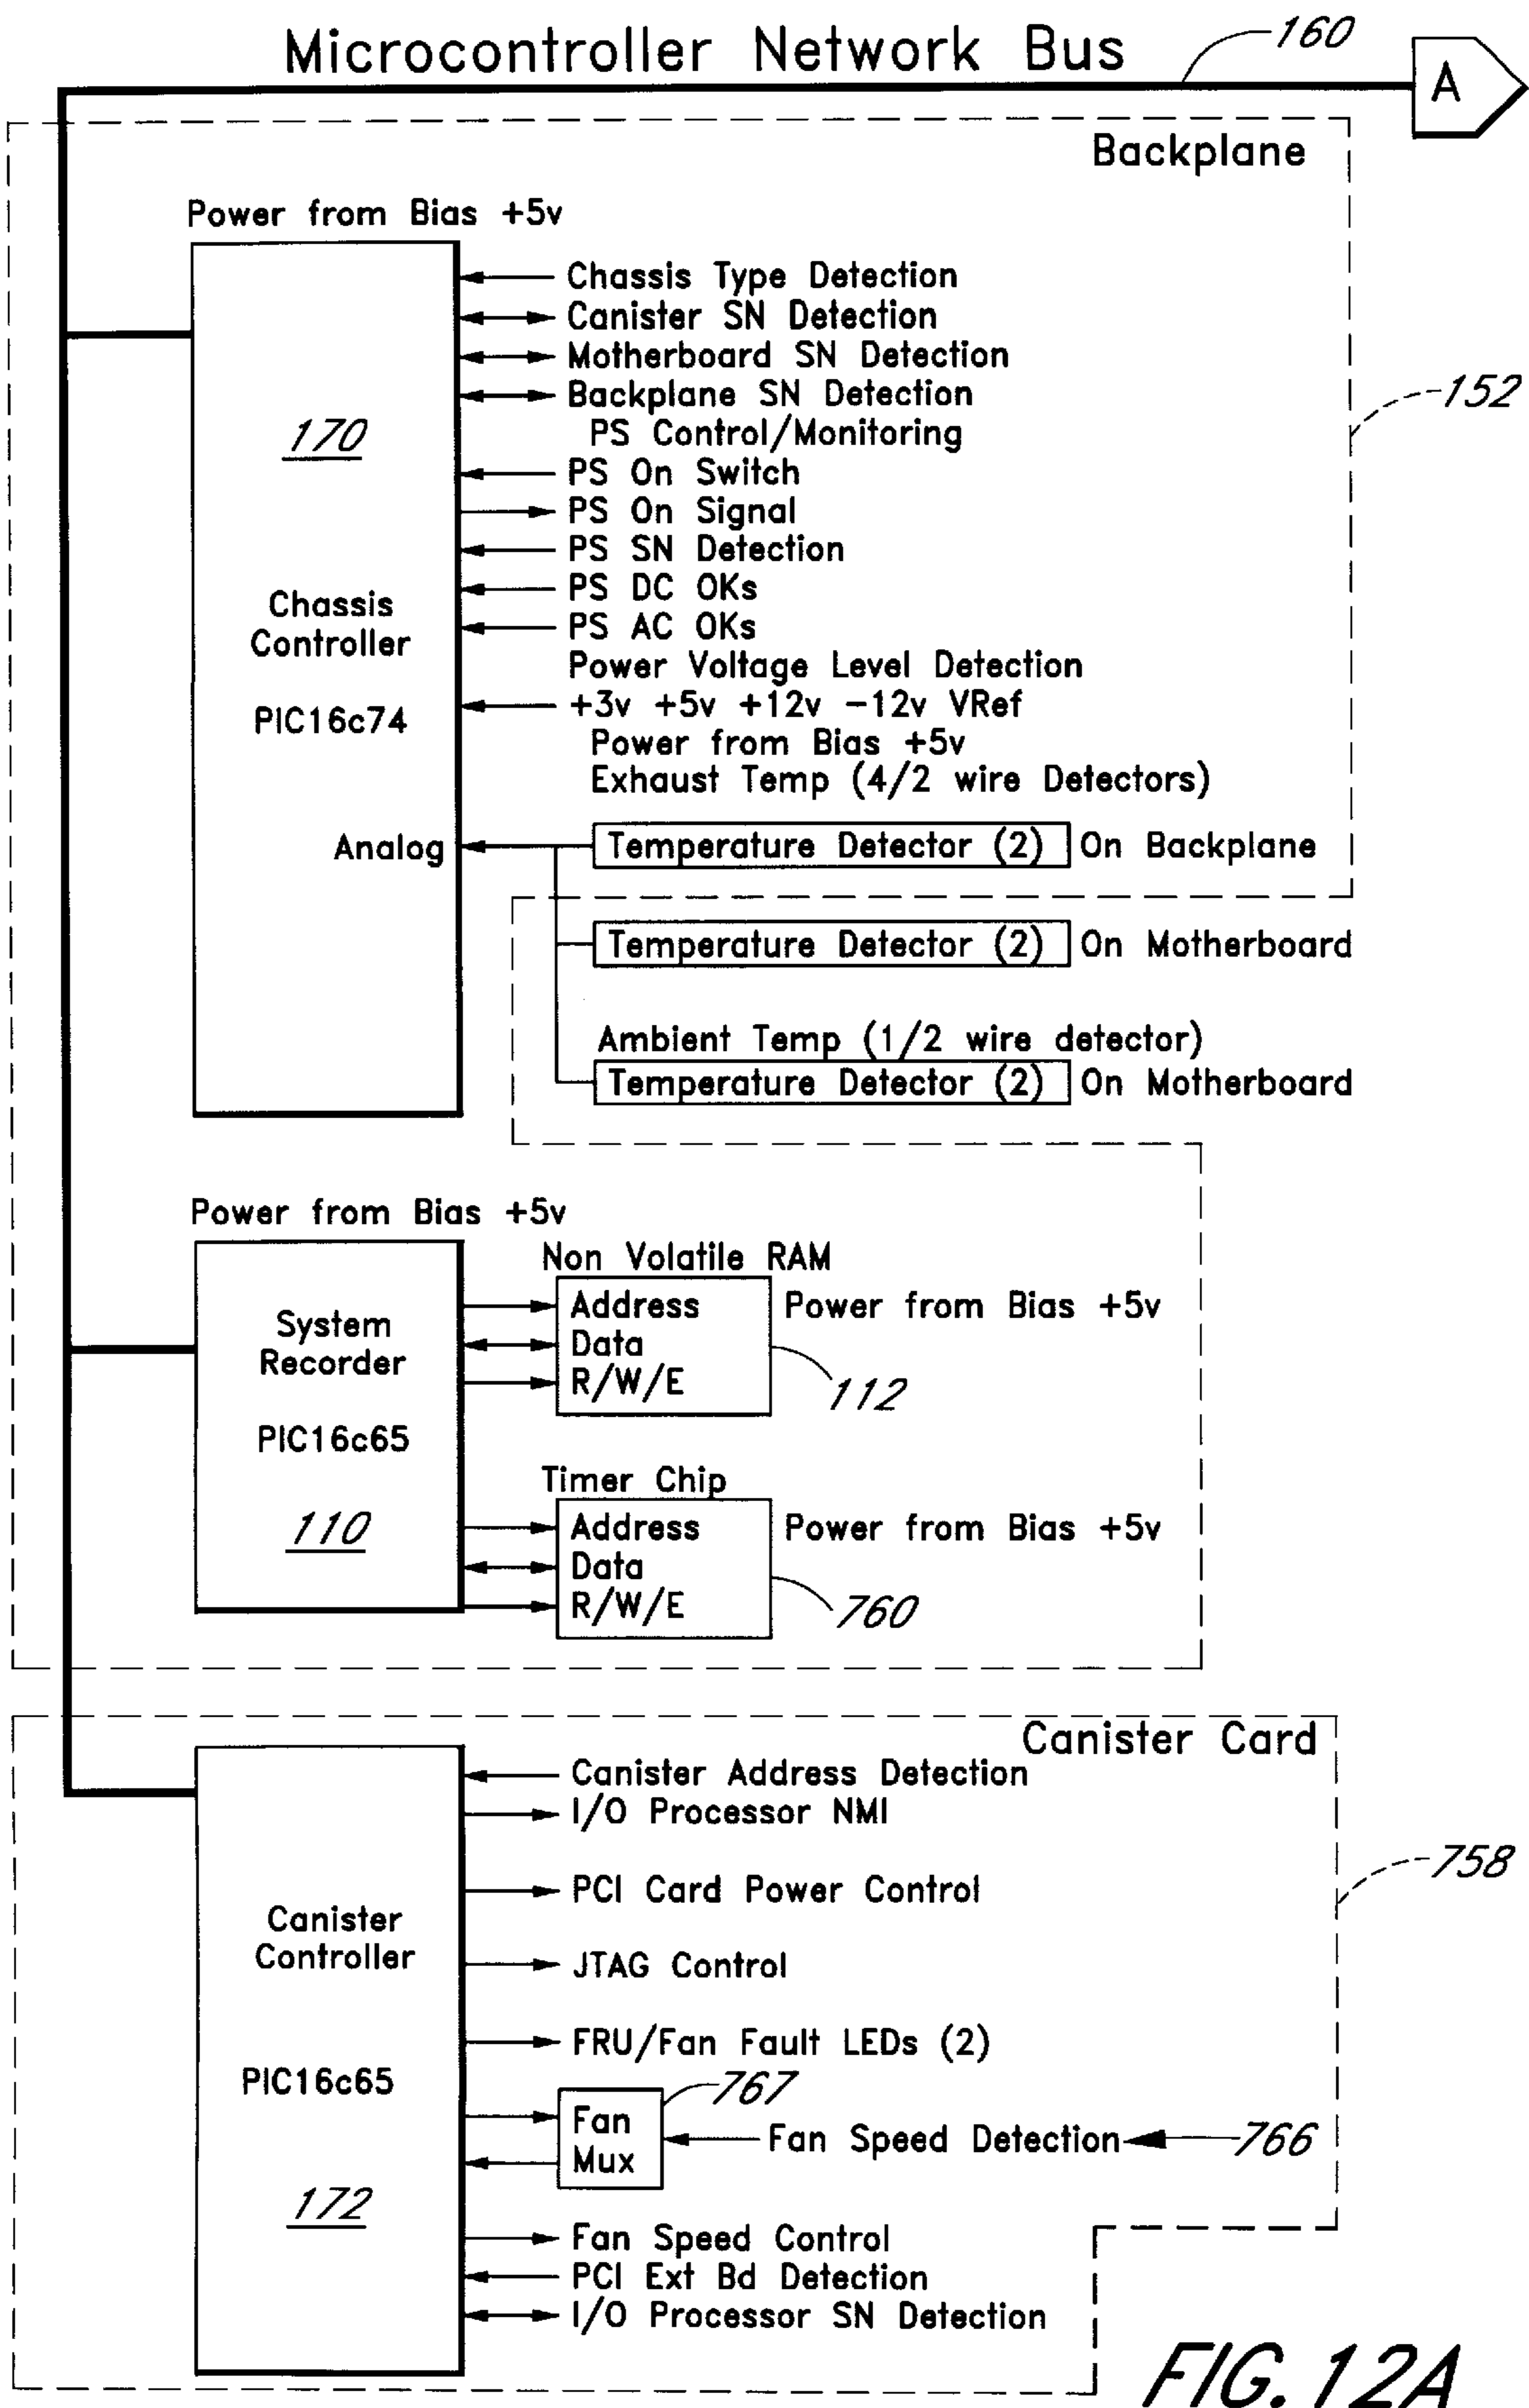 Microcontroller Network Bus
160
A
Backplane
Power from Bias +5v
Chassis Type Detection
Canister SN Detection
Motherboard SN Detection
Backplane SN Detection
152
170
PS Control/Monitoring
PS On Switch
PS On Signal
PS SN Detection
PS DC OKs
PS AC OKs
Chassis
Controller
PIC16c74
Power Voltage Level Detection
+3v +5v +12v -12v VRef
Power from Bias +5v
Exhaust Temp (4/2 wire Detectors)
Analog
Temperature Detector (2) On Backplane
Temperature Detector (2) On Motherboard
Ambient Temp (1/2 wire detector)
Temperature Detector (2) On Motherboard
Power from Bias +5v
System
Recorder
PIC16c65
110
Non Volatile RAM
Address Power from Bias +5v
Data
R/W/E
112
Timer Chip
Address Power from Bias +5v
Data
R/W/E
760
Canister Card
Canister Address Detection
I/O Processor NMI
758
PCI Card Power Control
Canister
Controller
PIC16c65
172
JTAG Control
FRU/Fan Fault LEDs (2)
767
Fan
Mux
Fan Speed Detection
766
Fan Speed Control
PCI Ext Bd Detection
I/O Processor SN Detection
FIG. 12A